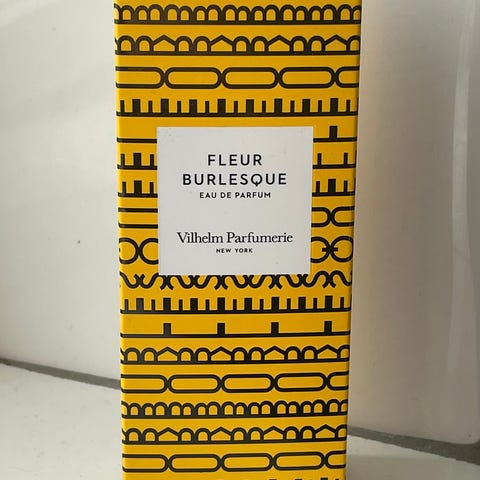 FLEUR
BURLESQUE
EAU DE PARFUM
Vilhelm Parfumerie
NEW YORK